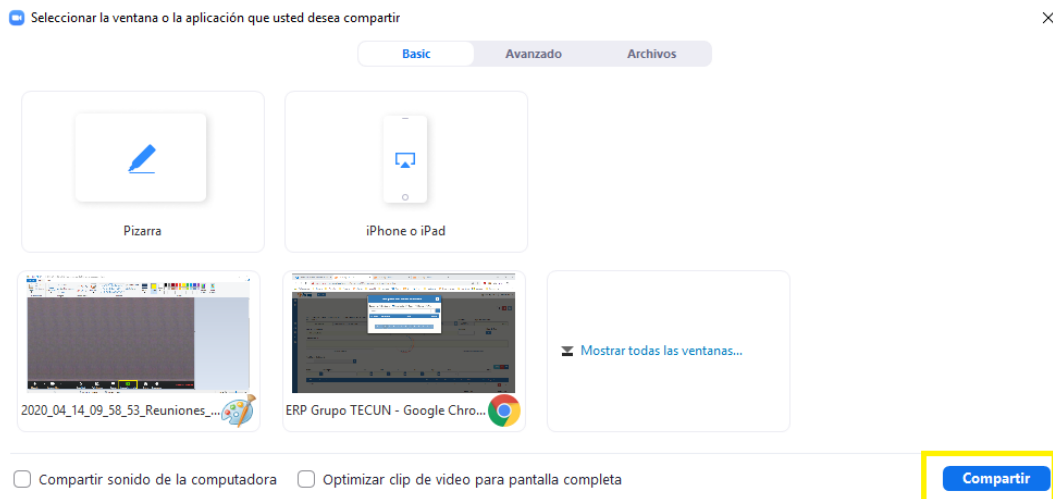 Seleccionar la ventana o la aplicación que usted desea compartir
Basic Avanzado Archivos
Pizarra iPhone o iPad
Mostrar todas las ventanas...
2020_04_14_09_58_53_Reuniones_... ERP Grupo TECUN - Google Chro...
Compartir sonido de la computadora Optimizar clip de video para pantalla completa Compartir